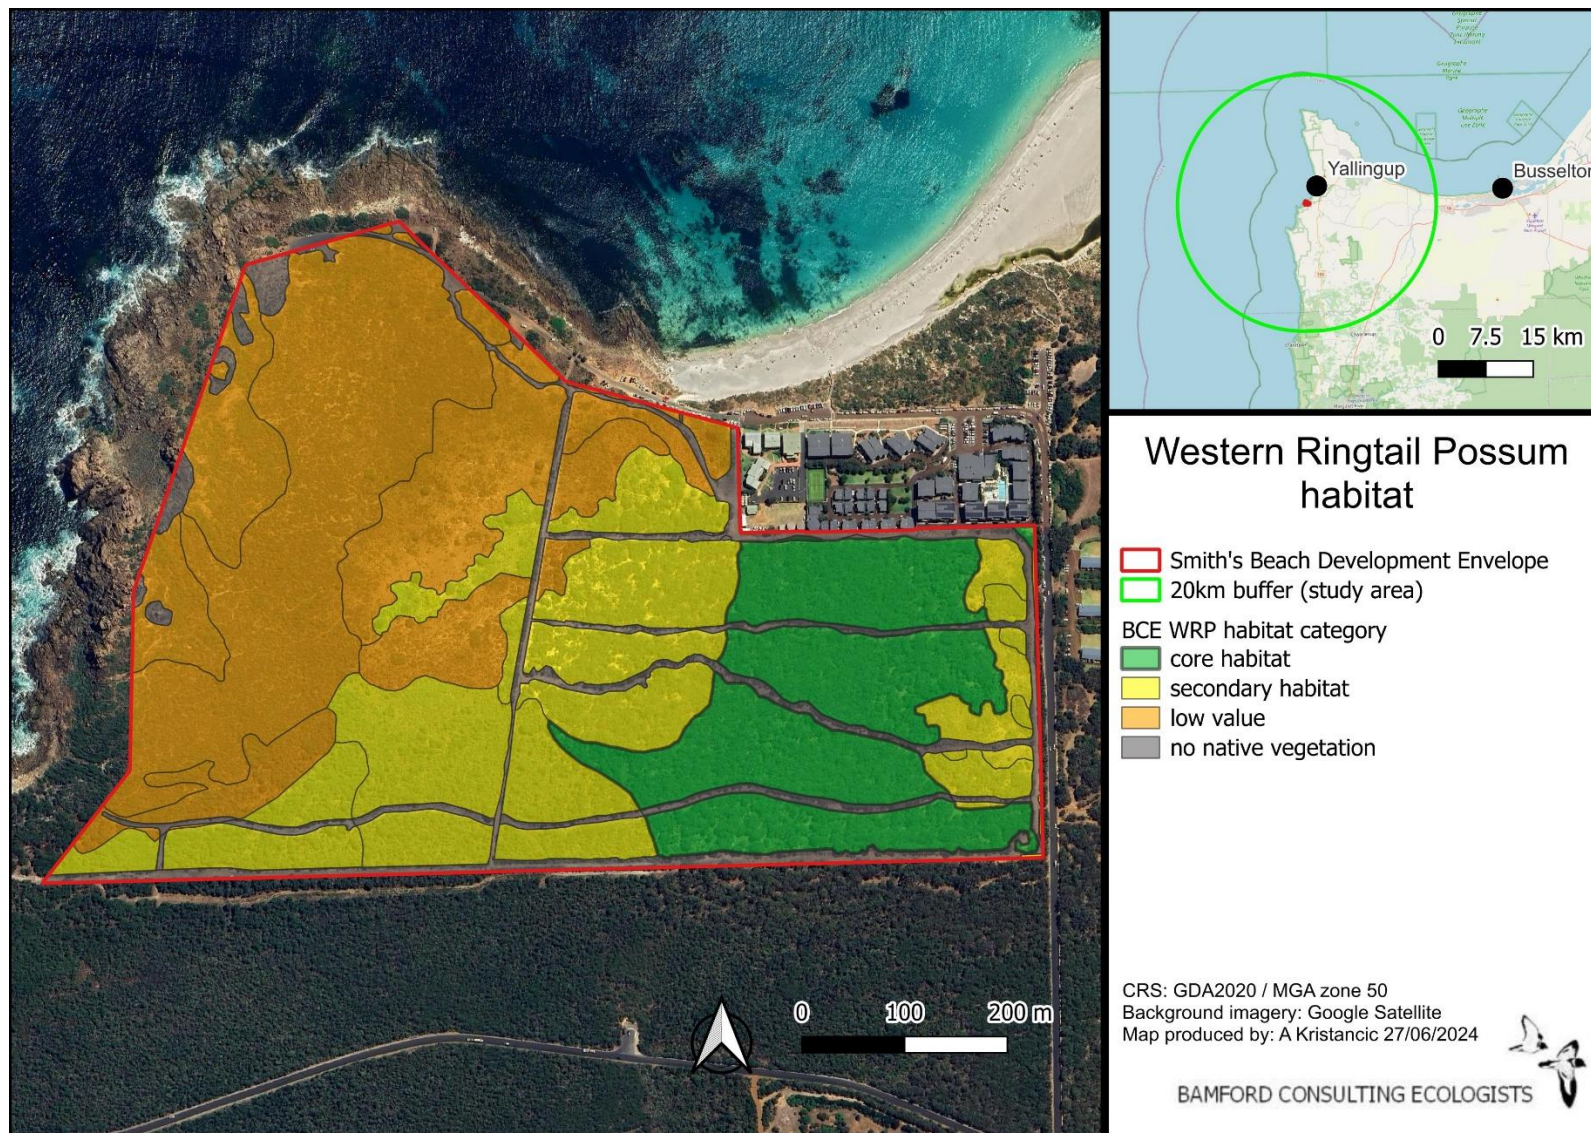 Yallingup
Busselton
0 7.5 15 km
Western Ringtail Possum
habitat
Smith's Beach Development Envelope
20km buffer (study area)
BCE WRP habitat category
core habitat
secondary habitat
low value
no native vegetation
0 100 200 m
CRS: GDA2020 / MGA zone 50
Background imagery: Google Satellite
Map produced by: A Kristancic 27/06/2024
BAMFORD CONSULTING ECOLOGISTS